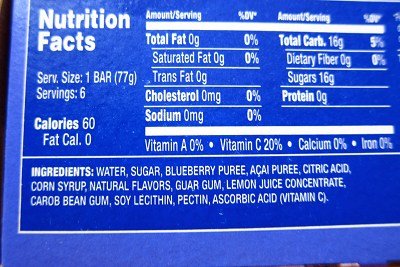 Nutrition Facts
Serv. Size: 1 BAR (77g)
Servings: 6
Calories 60
Fat Cal. 0
Amount/Serving %DV*
Total Fat 0g 0%
Saturated Fat 0g 0%
Trans Fat 0g
Cholesterol 0mg 0%
Sodium 0mg 0%
Amount/Serving %DV*
Total Carb. 16g 5%
Dietary Fiber 0g 0%
Sugars 16g
Protein 0g
Vitamin A 0% • Vitamin C 20% • Calcium 0% • Iron 0%
INGREDIENTS: WATER, SUGAR, BLUEBERRY PUREE, AÇAI PUREE, CITRIC ACID,
CORN SYRUP, NATURAL FLAVORS, GUAR GUM, LEMON JUICE CONCENTRATE,
CAROB BEAN GUM, SOY LECITHIN, PECTIN, ASCORBIC ACID (VITAMIN C).